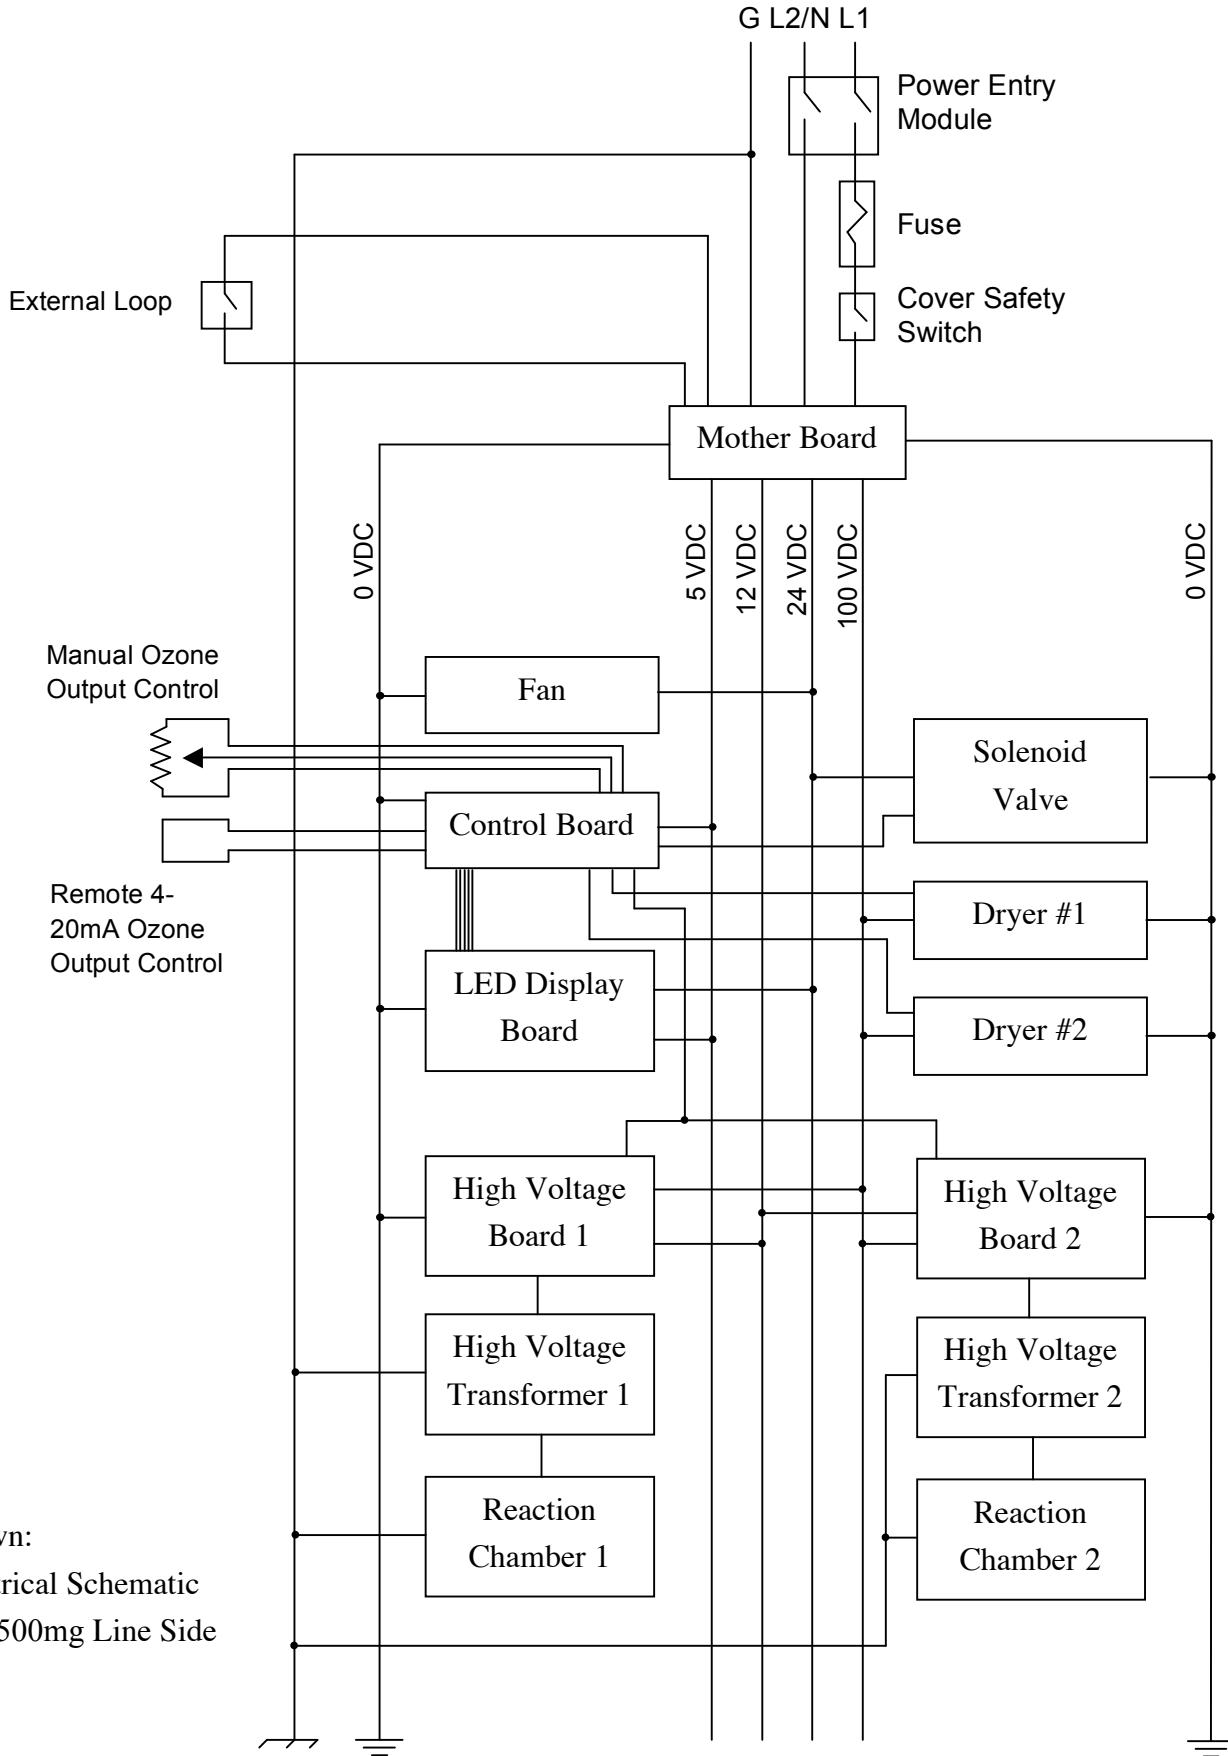 G L2/N L1
Power Entry
Module
Fuse
External Loop
Cover Safety
Switch
Mother Board
0 VDC
5 VDC
12 VDC
24 VDC
100 VDC
0 VDC
Manual Ozone
Output Control
Fan
Solenoid
Valve
Control Board
Remote 4-
20mA Ozone
Output Control
Dryer #1
LED Display
Board
Dryer #2
High Voltage
Board 1
High Voltage
Board 2
High Voltage
Transformer 1
High Voltage
Transformer 2
Reaction
Chamber 1
Reaction
Chamber 2
wn:
trical Schematic
500mg Line Side